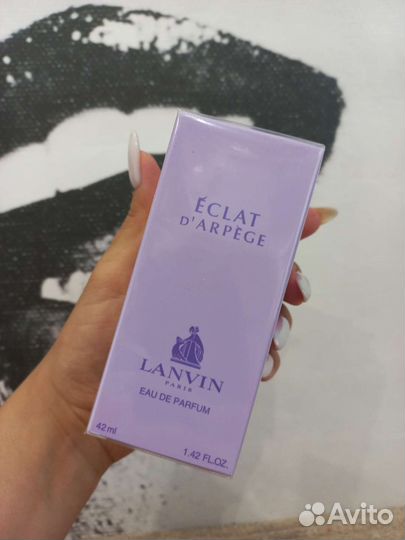 ÉCLAT
D'ARPÈGE
LANVIN
PARIS
EAU DE PARFUM
42ml 1.42 FL.OZ.
Avito